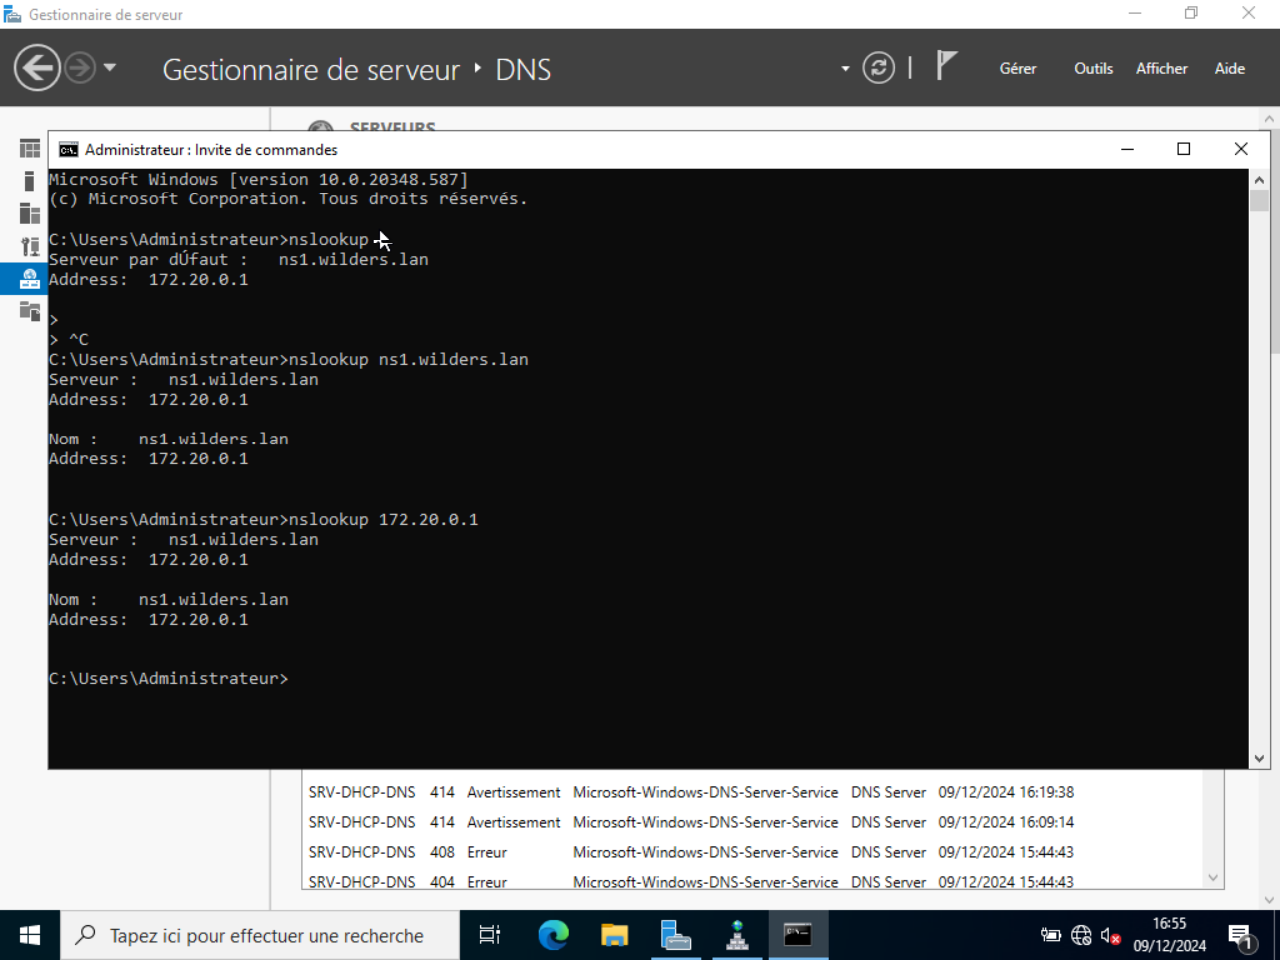 Gestionnaire de serveur
Gestionnaire de serveur ‣ DNS
Gérer Outils Afficher Aide
SERVEURS
Administrateur : Invite de commandes
Microsoft Windows [version 10.0.20348.587]
(c) Microsoft Corporation. Tous droits réservés.
C:\Users\Administrateur>nslookup
Serveur par dÚfaut :   ns1.wilders.lan
Address:  172.20.0.1
>
> ^C
C:\Users\Administrateur>nslookup ns1.wilders.lan
Serveur :   ns1.wilders.lan
Address:  172.20.0.1
Nom :    ns1.wilders.lan
Address:  172.20.0.1
C:\Users\Administrateur>nslookup 172.20.0.1
Serveur :   ns1.wilders.lan
Address:  172.20.0.1
Nom :    ns1.wilders.lan
Address:  172.20.0.1
C:\Users\Administrateur>
SRV-DHCP-DNS 414 Avertissement Microsoft-Windows-DNS-Server-Service DNS Server 09/12/2024 16:19:38
SRV-DHCP-DNS 414 Avertissement Microsoft-Windows-DNS-Server-Service DNS Server 09/12/2024 16:09:14
SRV-DHCP-DNS 408 Erreur Microsoft-Windows-DNS-Server-Service DNS Server 09/12/2024 15:44:43
SRV-DHCP-DNS 404 Erreur Microsoft-Windows-DNS-Server-Service DNS Server 09/12/2024 15:44:43
Tapez ici pour effectuer une recherche
16:55
09/12/2024
1